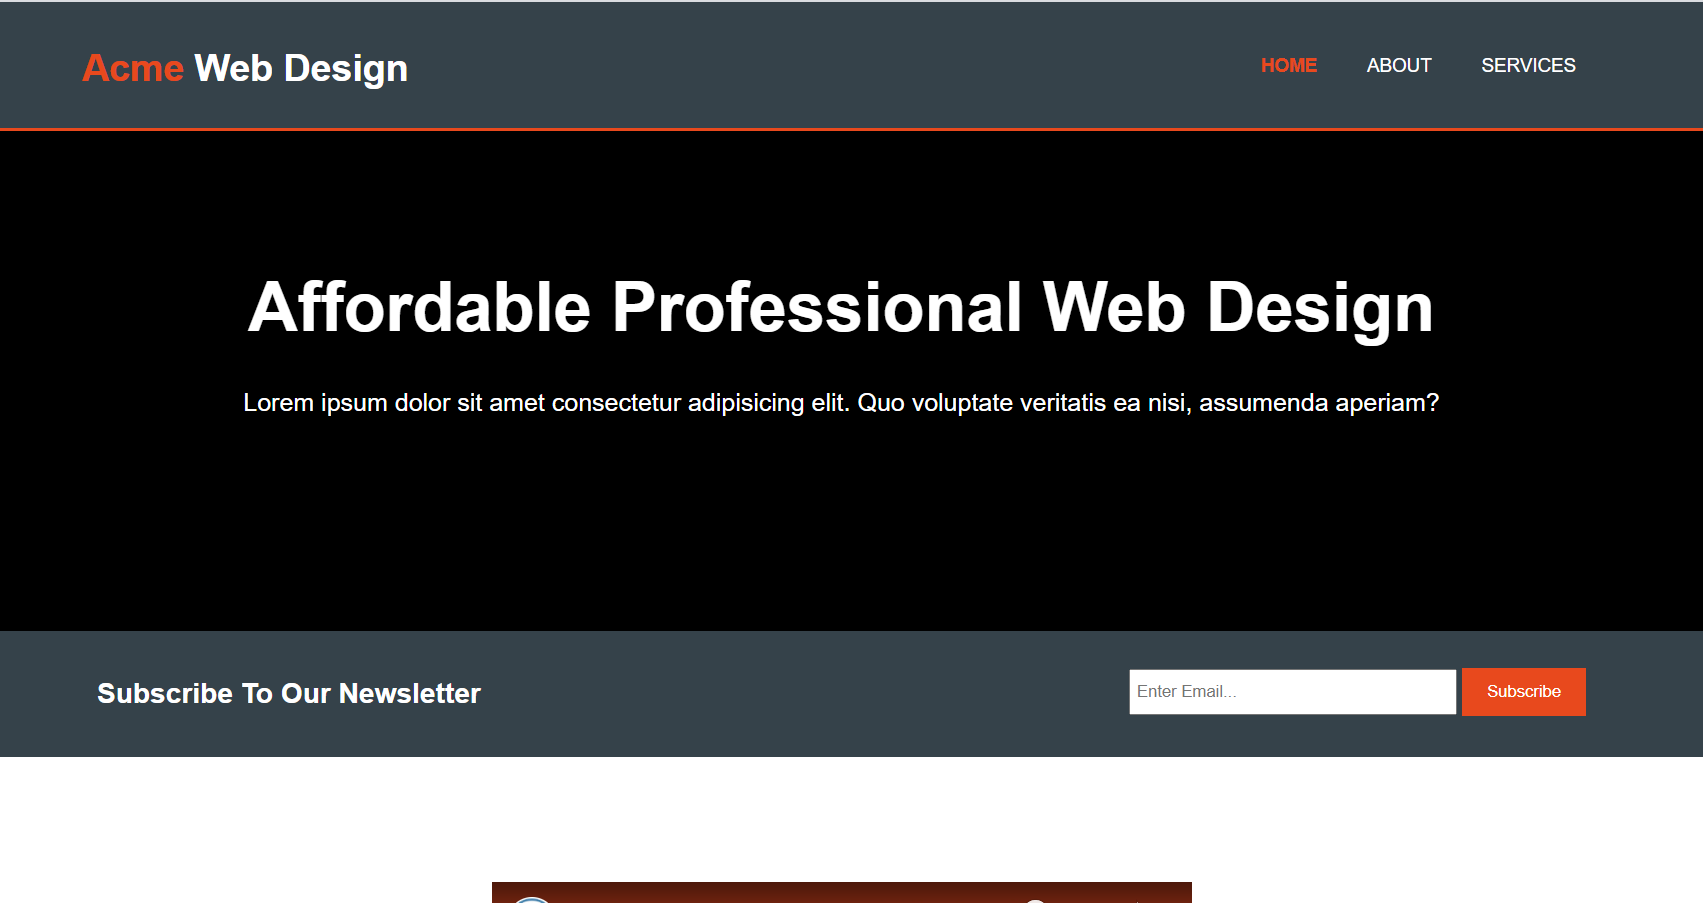 Acme Web Design
HOME ABOUT SERVICES
Affordable Professional Web Design
Lorem ipsum dolor sit amet consectetur adipisicing elit. Quo voluptate veritatis ea nisi, assumenda aperiam?
Subscribe To Our Newsletter
Enter Email...
Subscribe